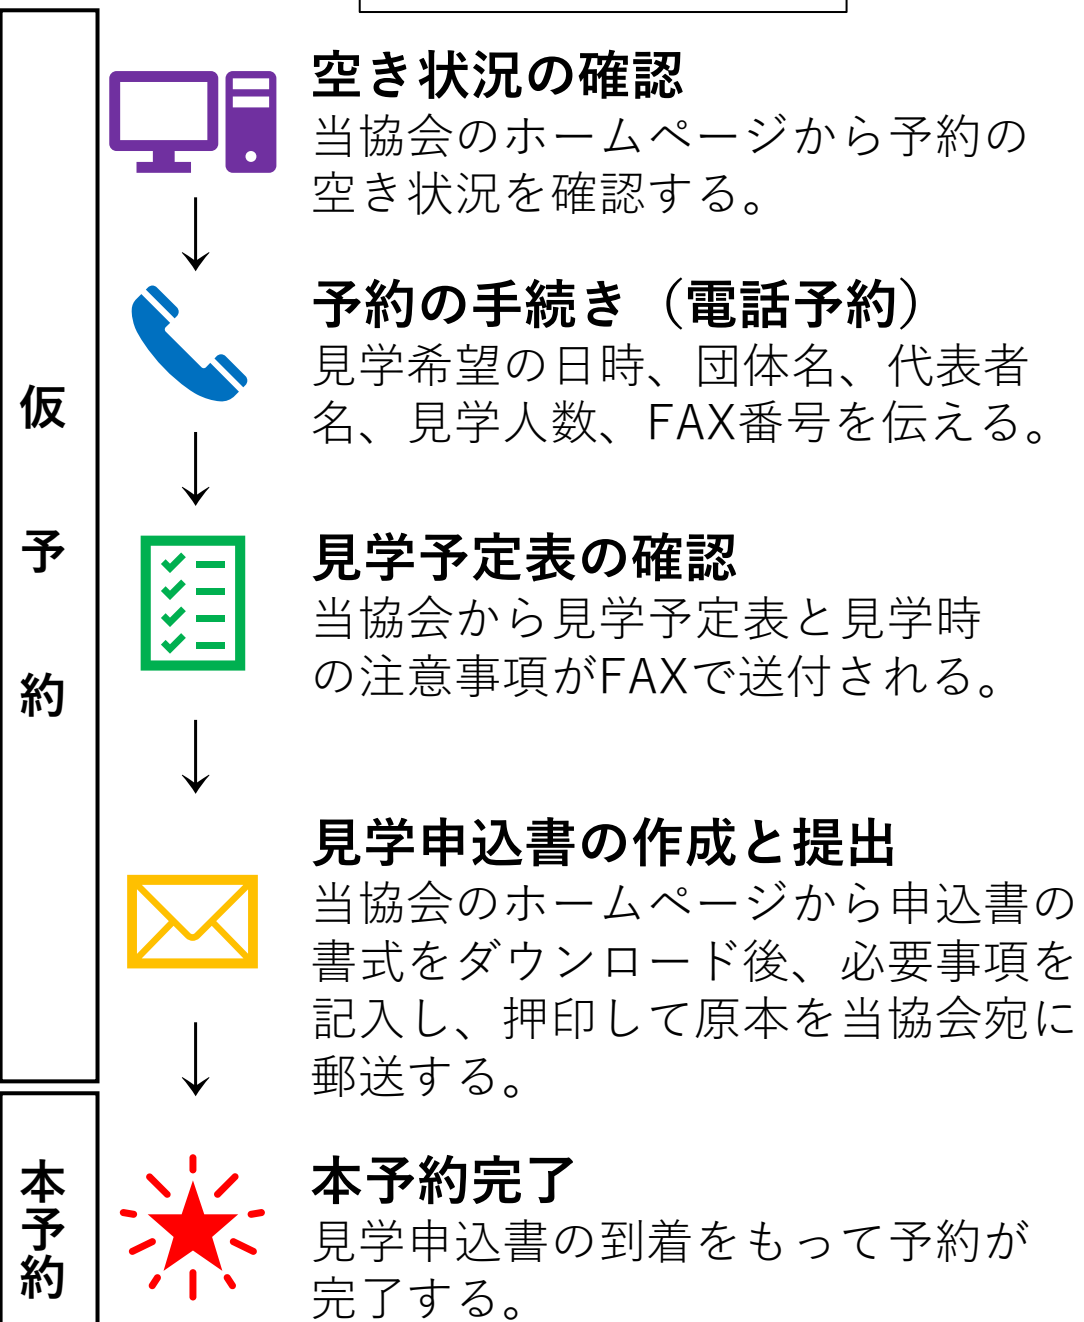 仮予約
空き状況の確認
当協会のホームページから予約の
空き状況を確認する。
予約の手続き（電話予約）
見学希望の日時、団体名、代表者
名、見学人数、FAX番号を伝える。
見学予定表の確認
当協会から見学予定表と見学時
の注意事項がFAXで送付される。
見学申込書の作成と提出
当協会のホームページから申込書の
書式をダウンロード後、必要事項を
記入し、押印して原本を当協会宛に
郵送する。
本予約
本予約完了
見学申込書の到着をもって予約が
完了する。